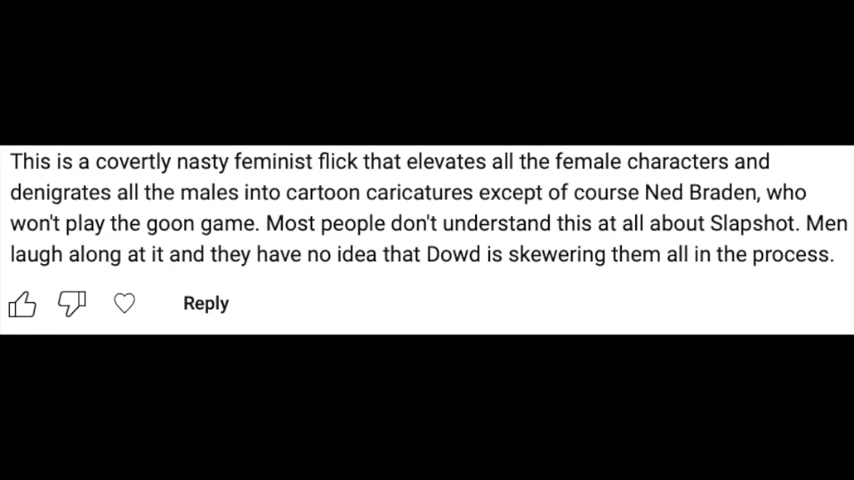 This is a covertly nasty feminist flick that elevates all the female characters and
denigrates all the males into cartoon caricatures except of course Ned Braden, who
won't play the goon game. Most people don't understand this at all about Slapshot. Men
laugh along at it and they have no idea that Dowd is skewering them all in the process.
Reply